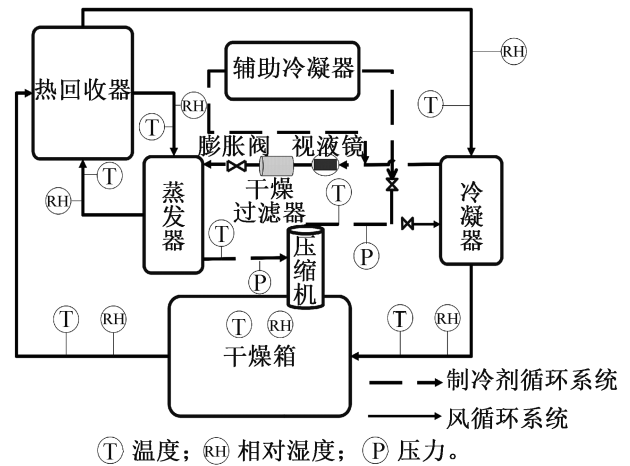 RH
热回收器
辅助冷凝器
T
RH
T
膨胀阀
视液镜
T
RH
干燥
过滤器
蒸发器
冷凝器
T
T
压缩机
P
P
T
RH
T
RH
T
RH
干燥箱
制冷剂循环系统
风循环系统
T 温度；RH 相对湿度；P 压力。